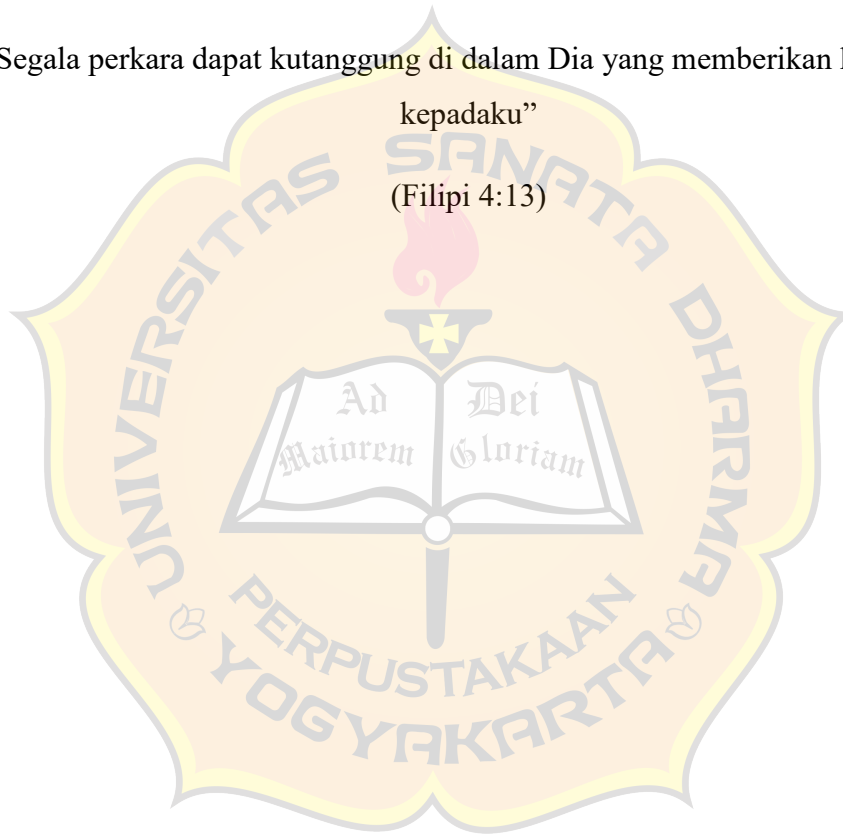 Segala perkara dapat kutanggung di dalam Dia yang memberikan
kepadaku”
(Filipi 4:13)
UNIVERSITAS SANATA DHARMA
Ad Dei
Maiorem Gloriam
PERPUSTAKAAN
YOGYAKARTA